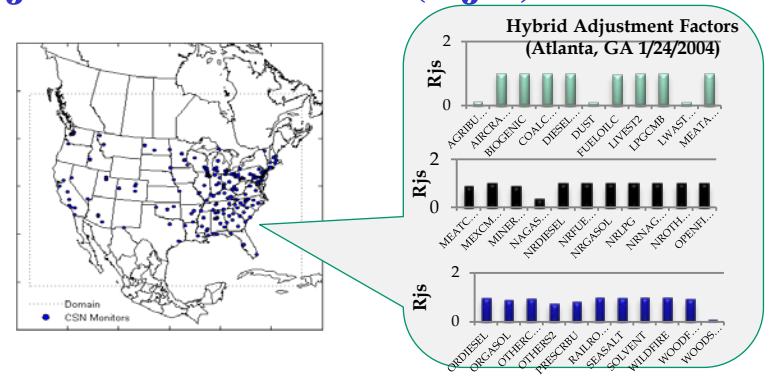 Hybrid Adjustment Factors
(Atlanta, GA 1/24/2004)
Rjs
2
0
AGRIBU…
AIRCRA…
BIOGENIC
COALC…
DIESEL…
DUST
FUELOILC
LIVEST2
LPGCMB
LWAST…
MEATA…
Rjs
2
0
MEATC…
MEXCM…
MINER…
NAGAS…
NRDIESEL
NRFUE…
NRGASOL
NRLPG
NRNAG…
NROTH…
OPENFI…
Rjs
2
0
ORDIESEL
ORGASOL
OTHERC…
OTHERS2
PRESCRBU
RAILRO…
SEASALT
SOLVENT
WILDFIRE
WOODF…
WOODS…
Domain
CSN Monitors